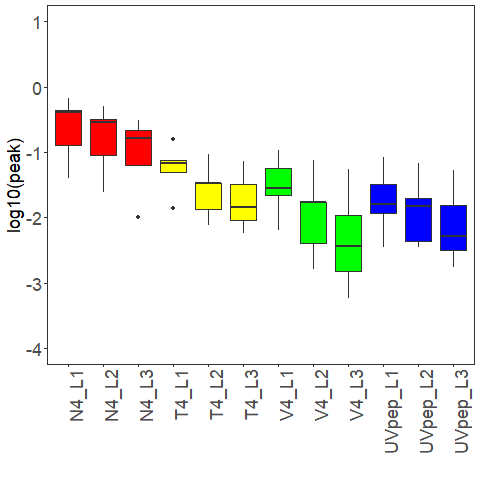 1
0
-1
-2
-3
-4
log10(peak)
N4_L1
N4_L2
N4_L3
T4_L1
T4_L2
T4_L3
V4_L1
V4_L2
V4_L3
UVpep_L1
UVpep_L2
UVpep_L3